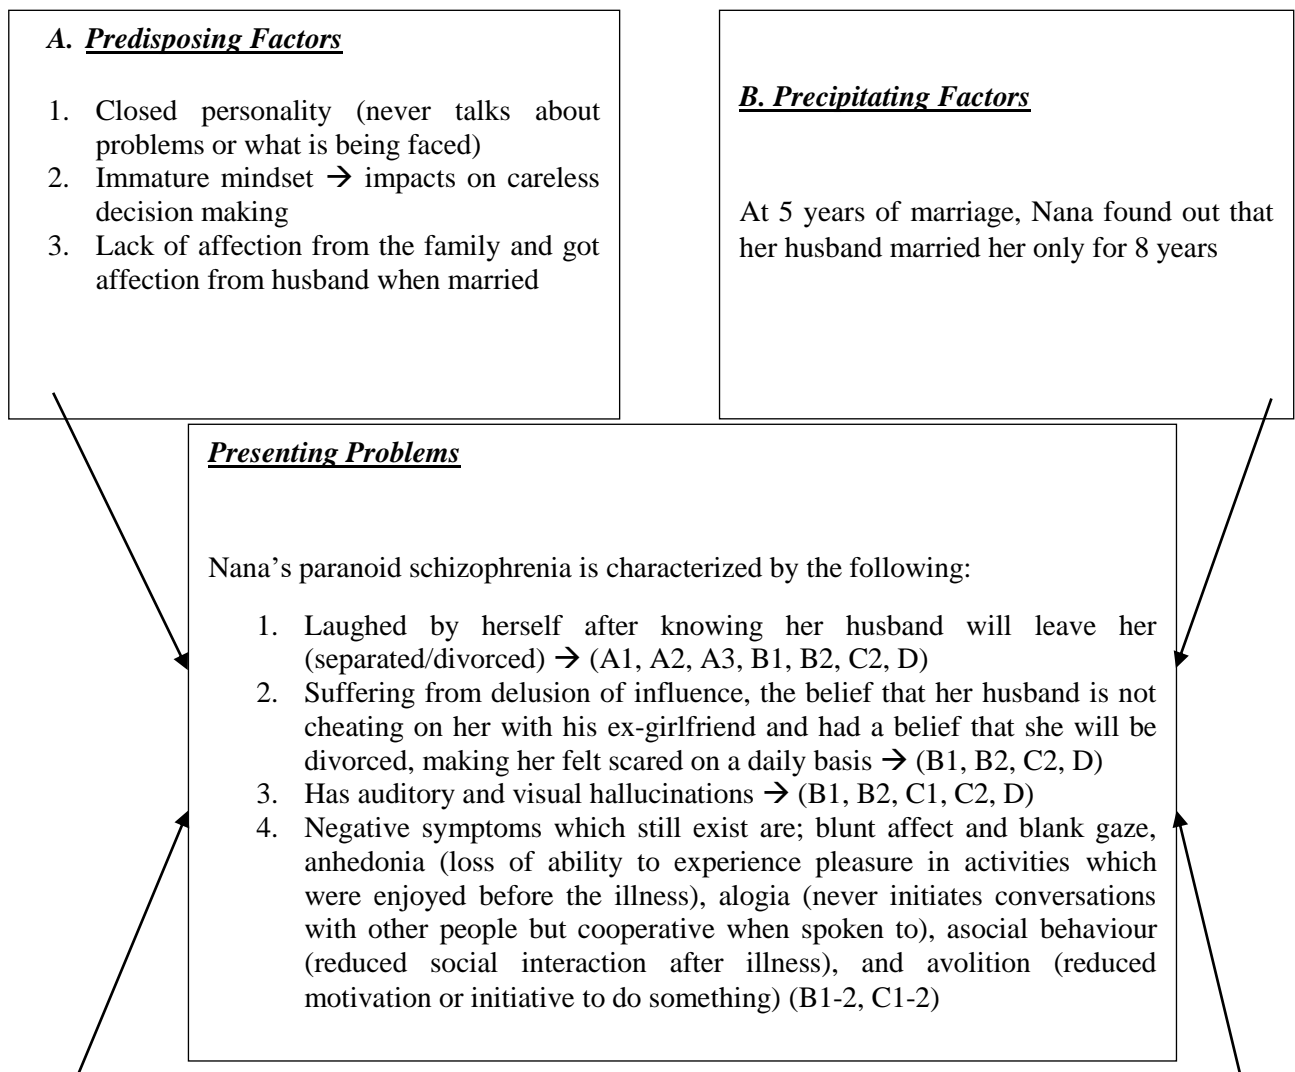 A. Predisposing Factors
1. Closed personality (never talks about
problems or what is being faced)
2. Immature mindset → impacts on careless
decision making
3. Lack of affection from the family and got
affection from husband when married
B. Precipitating Factors
At 5 years of marriage, Nana found out that
her husband married her only for 8 years
Presenting Problems
Nana’s paranoid schizophrenia is characterized by the following:
1. Laughed by herself after knowing her husband will leave her
(separated/divorced) → (A1, A2, A3, B1, B2, C2, D)
2. Suffering from delusion of influence, the belief that her husband is not
cheating on her with his ex-girlfriend and had a belief that she will be
divorced, making her felt scared on a daily basis → (B1, B2, C2, D)
3. Has auditory and visual hallucinations → (B1, B2, C1, C2, D)
4. Negative symptoms which still exist are; blunt affect and blank gaze,
anhedonia (loss of ability to experience pleasure in activities which
were enjoyed before the illness), alogia (never initiates conversations
with other people but cooperative when spoken to), asocial behaviour
(reduced social interaction after illness), and avolition (reduced
motivation or initiative to do something) (B1-2, C1-2)